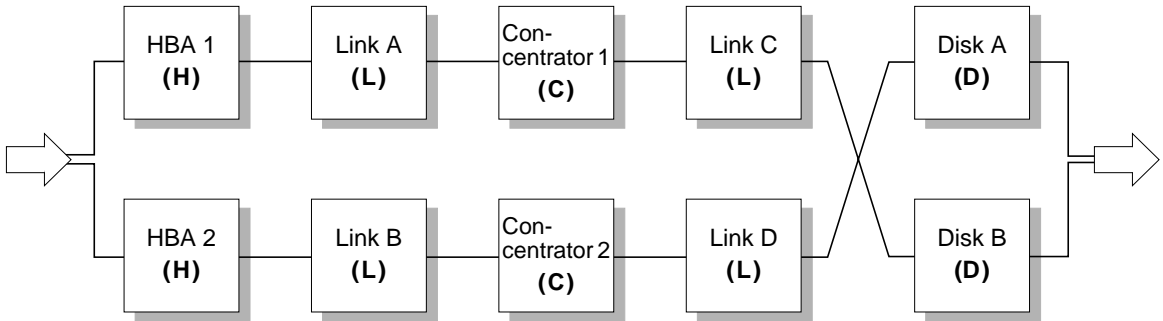 HBA 1
(H)
Link A
(L)
Con-
centrator 1
(C)
Link C
(L)
Disk A
(D)
HBA 2
(H)
Link B
(L)
Con-
centrator 2
(C)
Link D
(L)
Disk B
(D)